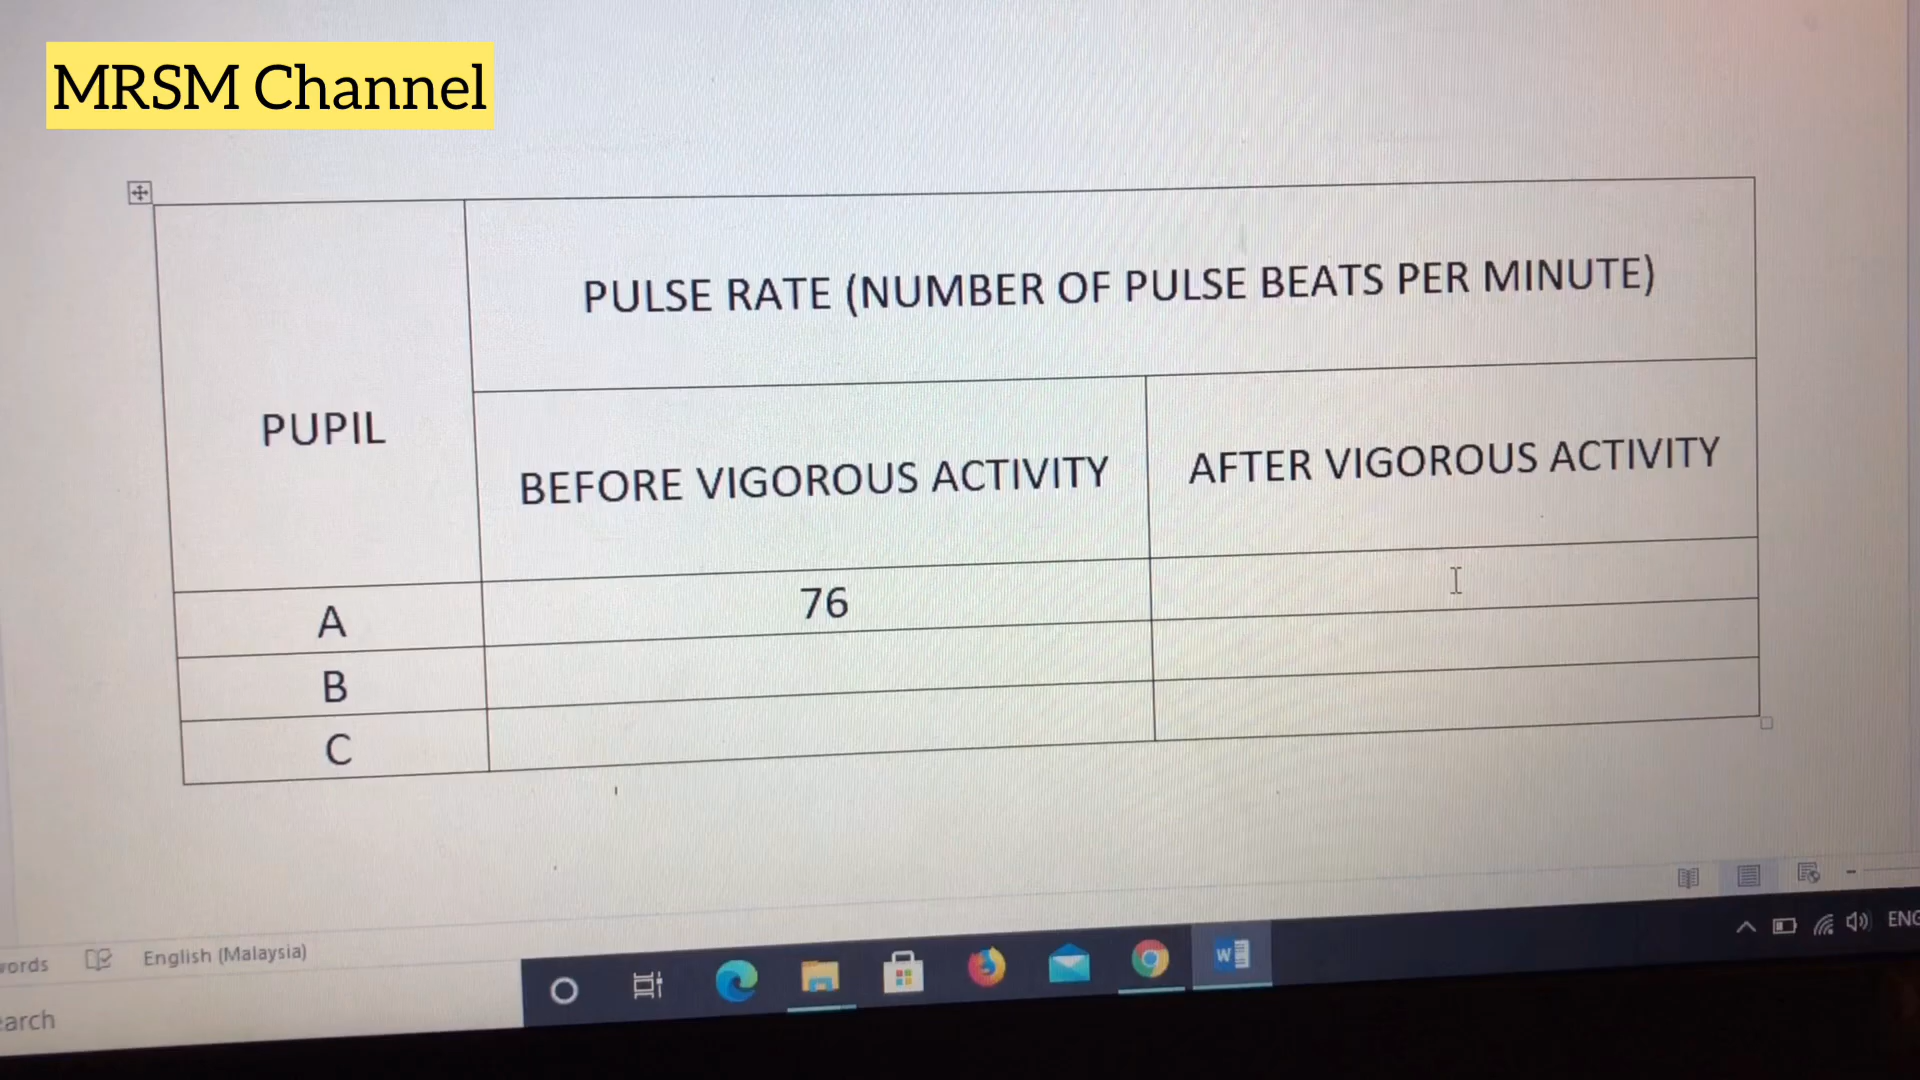 MRSM Channel
PULSE RATE (NUMBER OF PULSE BEATS PER MINUTE)
PUPIL
BEFORE VIGOROUS ACTIVITY
AFTER VIGOROUS ACTIVITY
A
76
B
C
English (Malaysia)
ENG